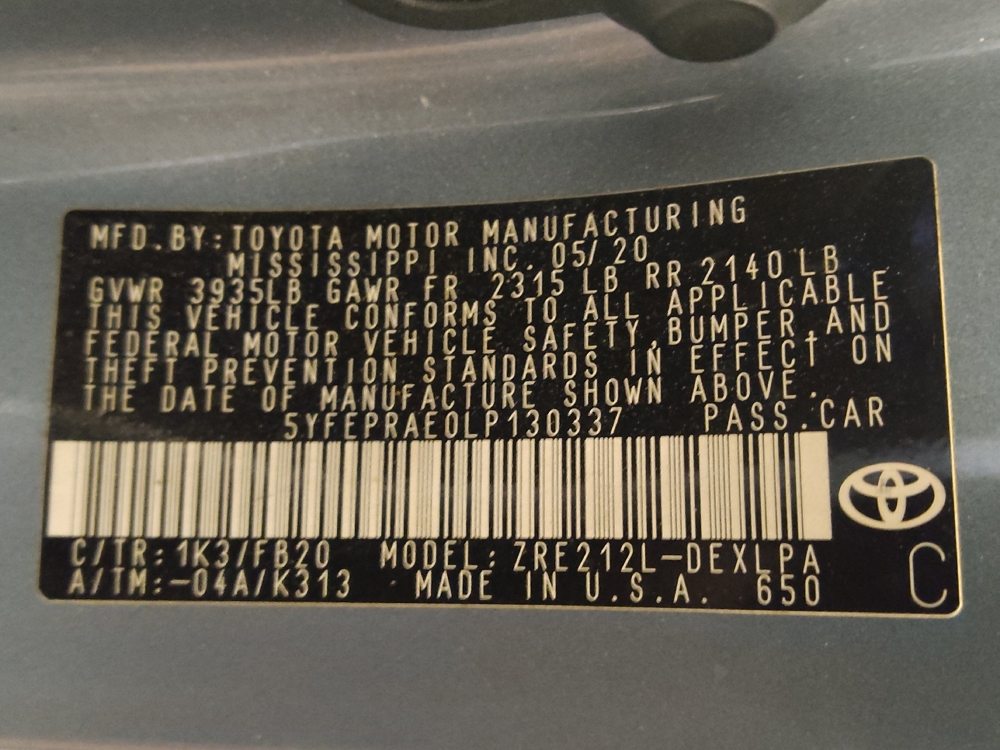 MFD.BY:TOYOTA MOTOR MANUFACTURING
MISSISSIPPI, INC. 05/20
GVWR 3935LB GAWR FR 2315 LB RR 2140 LB
THIS VEHICLE CONFORMS TO ALL APPLICABLE
FEDERAL MOTOR VEHICLE SAFETY,BUMPER,AND
THEFT PREVENTION STANDARDS IN EFFECT ON
THE DATE OF MANUFACTURE SHOWN ABOVE.
5YFEPRAE0LP130337 PASS.CAR
C/TR:1K3/FB20 MODEL:ZRE212L-DEXLPA
A/TM:-04A/K313 MADE IN U.S.A. 650
C